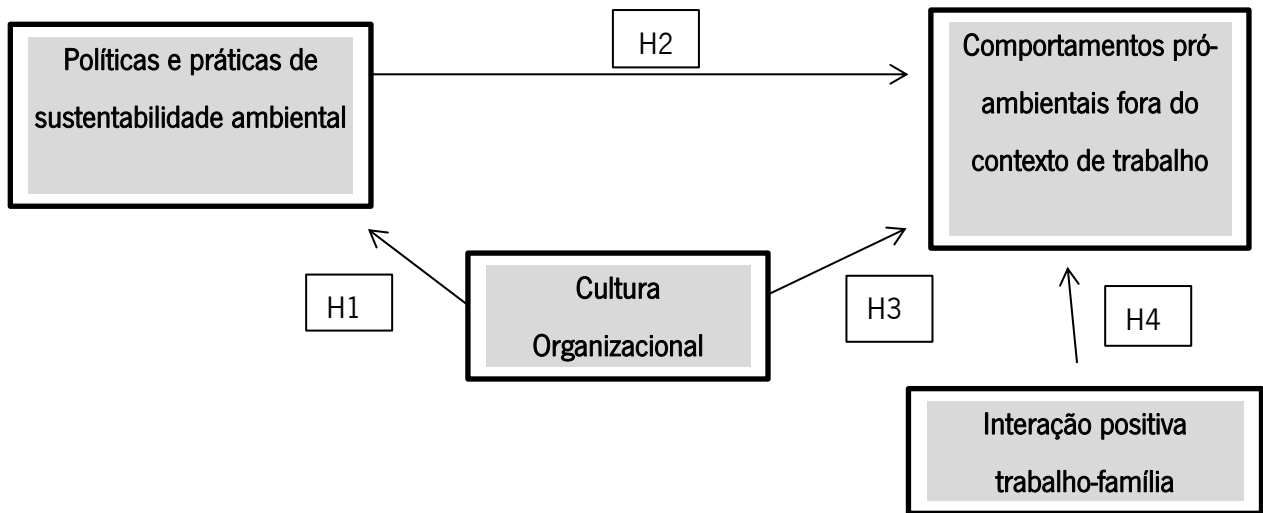 Políticas e práticas de
sustentabilidade ambiental
H2
Comportamentos pró-
ambientais fora do
contexto de trabalho
H1
Cultura
Organizacional
H3
H4
Interação positiva
trabalho-família